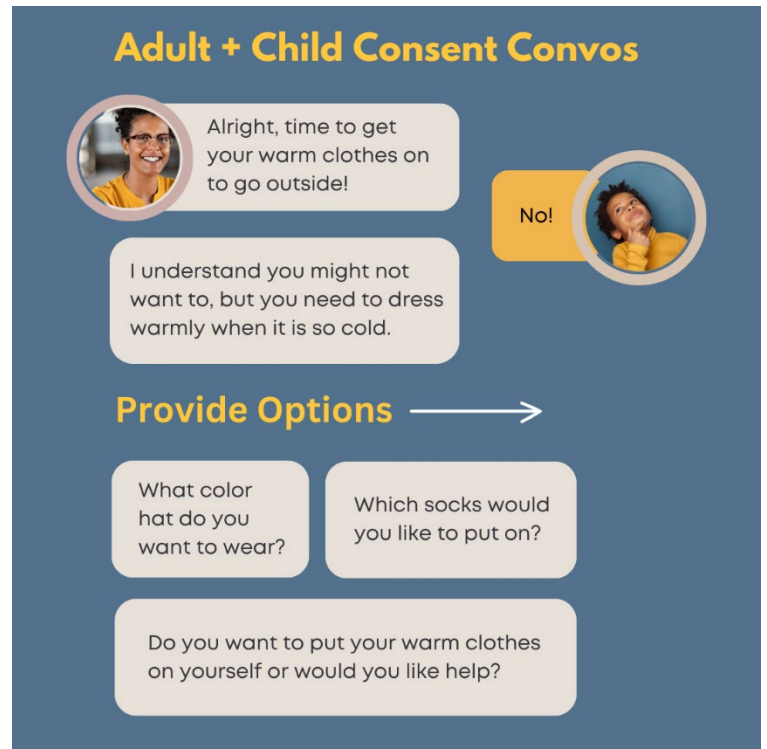 Adult + Child Consent Convos
Alright, time to get
your warm clothes on
to go outside!
No!
I understand you might not
want to, but you need to dress
warmly when it is so cold.
Provide Options
What color
hat do you
want to wear?
Which socks would
you like to put on?
Do you want to put your warm clothes
on yourself or would you like help?